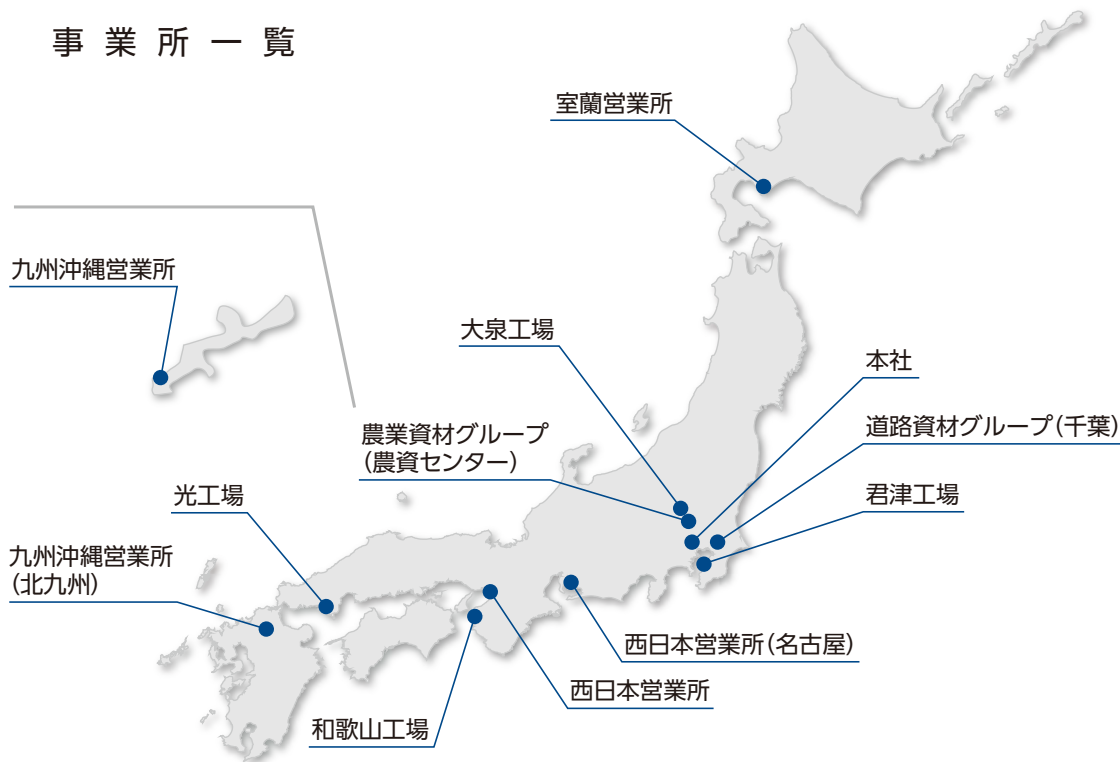 事業所一覧
室蘭営業所
九州沖縄営業所
大泉工場
本社
農業資材グループ
(農資センター)
道路資材グループ(千葉)
光工場
君津工場
九州沖縄営業所
(北九州)
西日本営業所(名古屋)
西日本営業所
和歌山工場